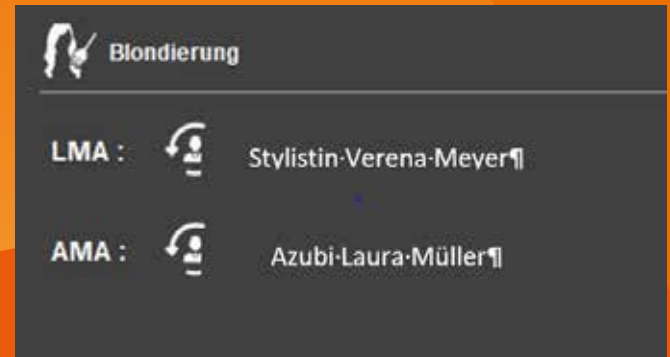 Blondierung
LMA : Stylistin·Verena·Meyer¶
AMA : Azubi·Laura·Müller¶